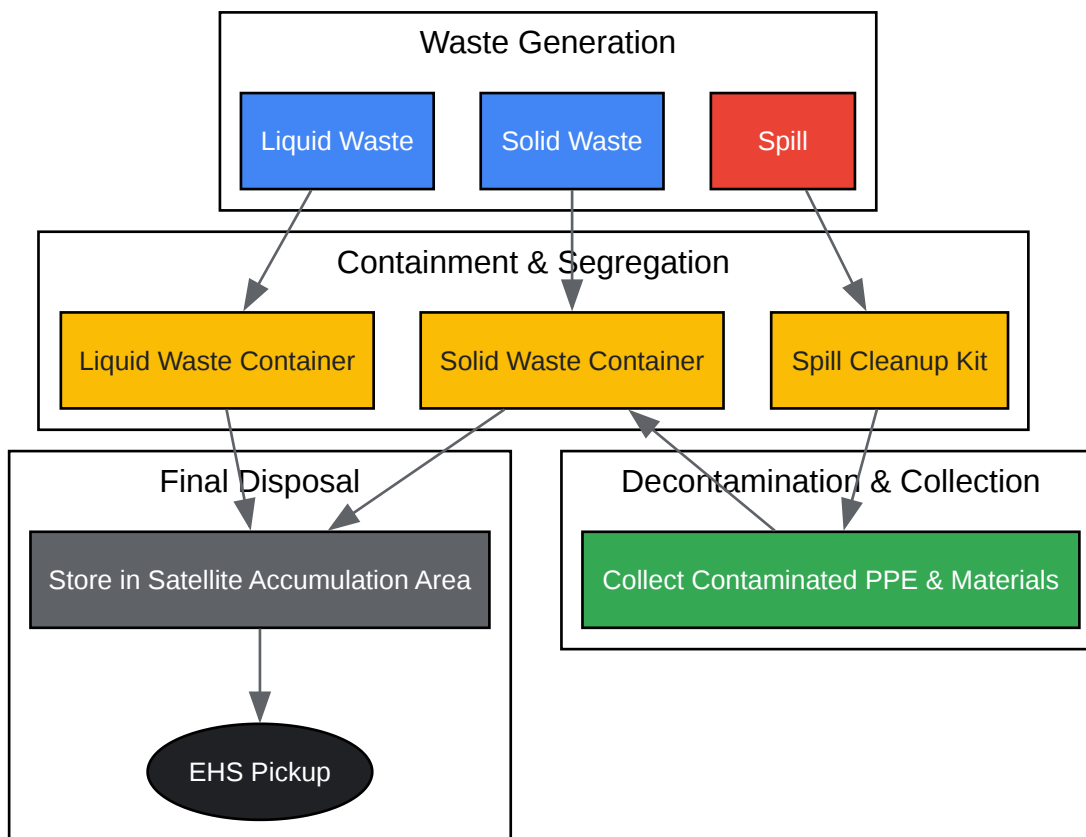 Waste Generation
Liquid Waste
Solid Waste
Spill
Containment & Segregation
Liquid Waste Container
Solid Waste Container
Spill Cleanup Kit
Final Disposal
Decontamination & Collection
Store in Satellite Accumulation Area
Collect Contaminated PPE & Materials
EHS Pickup